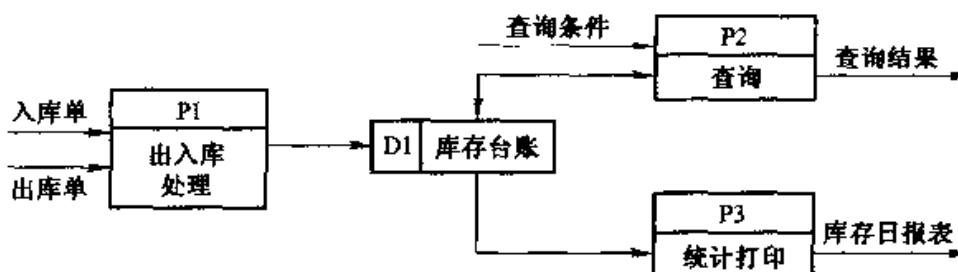 查询条件
P2
查询
查询结果
入库单
出库单
P1
出入库
处理
D1 库存台账
P3
统计打印
库存日报表